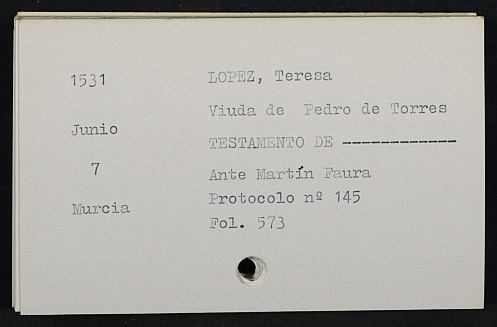 1531
LOPEZ, Teresa
Viuda de Pedro de Torres
Junio
TESTAMENTO DE ------------
7
Ante Martín Faura
Protocolo nº 145
Murcia
Fol. 573